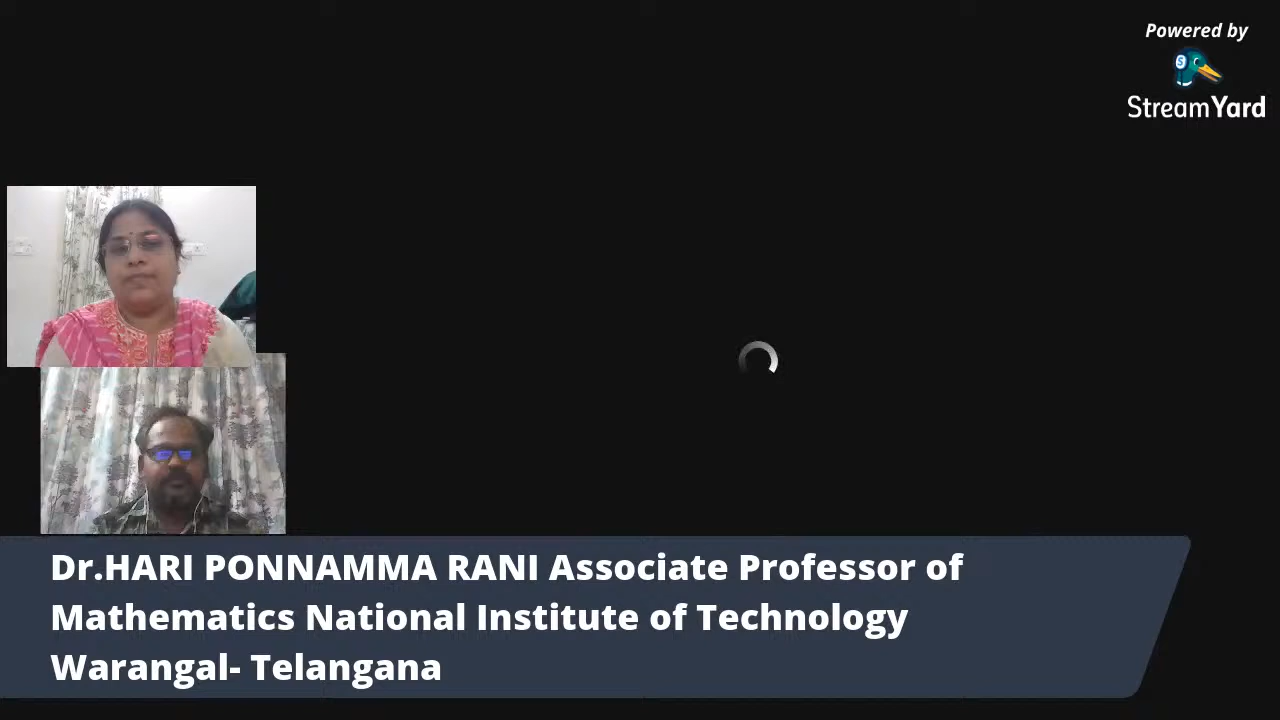 Powered by
StreamYard
Dr.HARI PONNAMMA RANI Associate Professor of
Mathematics National Institute of Technology
Warangal- Telangana